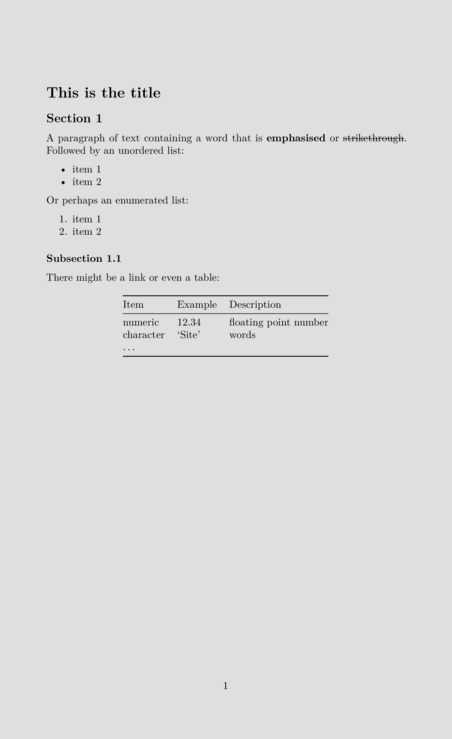 This is the title
Section 1
A paragraph of text containing a word that is emphasised or strikethrough.
Followed by an unordered list:
• item 1
• item 2
Or perhaps an enumerated list:
1. item 1
2. item 2
Subsection 1.1
There might be a link or even a table:
Item Example Description
numeric 12.34 floating point number
character ‘Site’ words
...
1